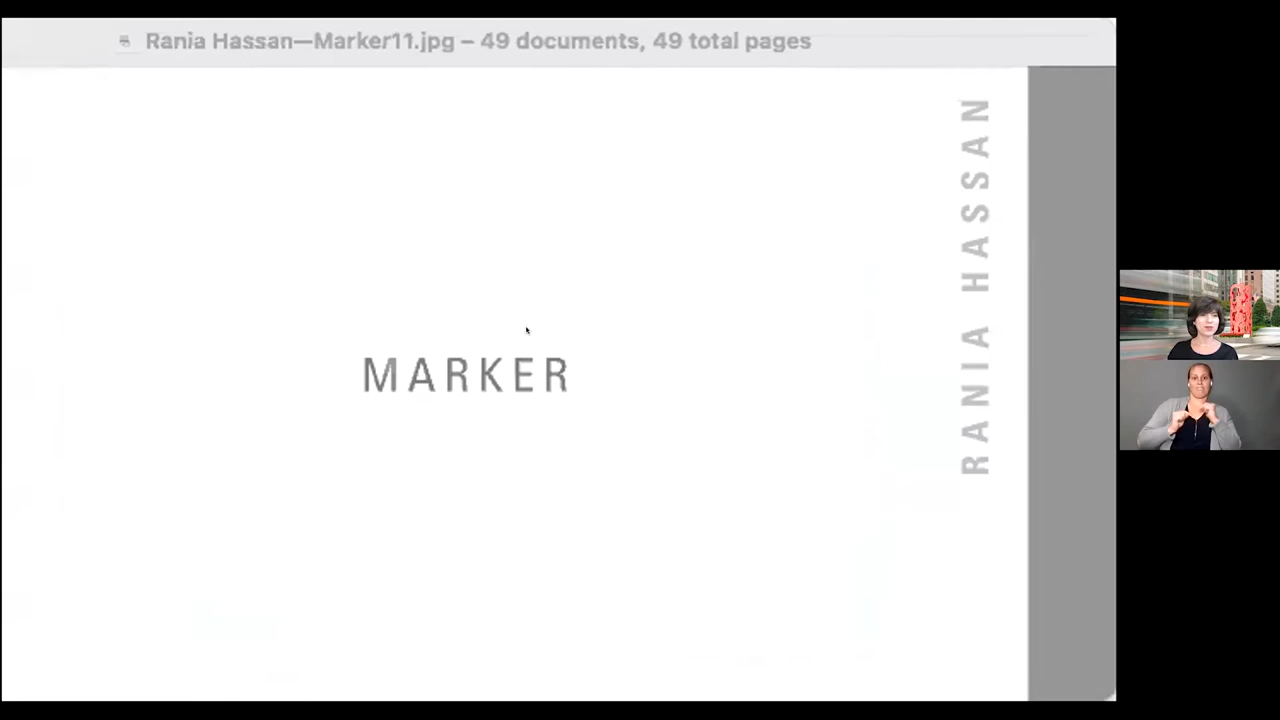 Rania Hassan—Marker11.jpg – 49 documents, 49 total pages
MARKER
RANIA HASSAN